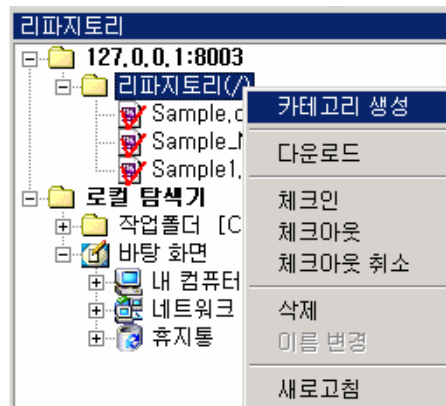 리파지토리
127.0.0.1:8003
리파지토리(/)
Sample.
Sample_
Sample1.
로컬 탐색기
작업폴더 [C
바탕 화면
내 컴퓨터
네트워크
휴지통
카테고리 생성
다운로드
체크인
체크아웃
체크아웃 취소
삭제
이름 변경
새로고침